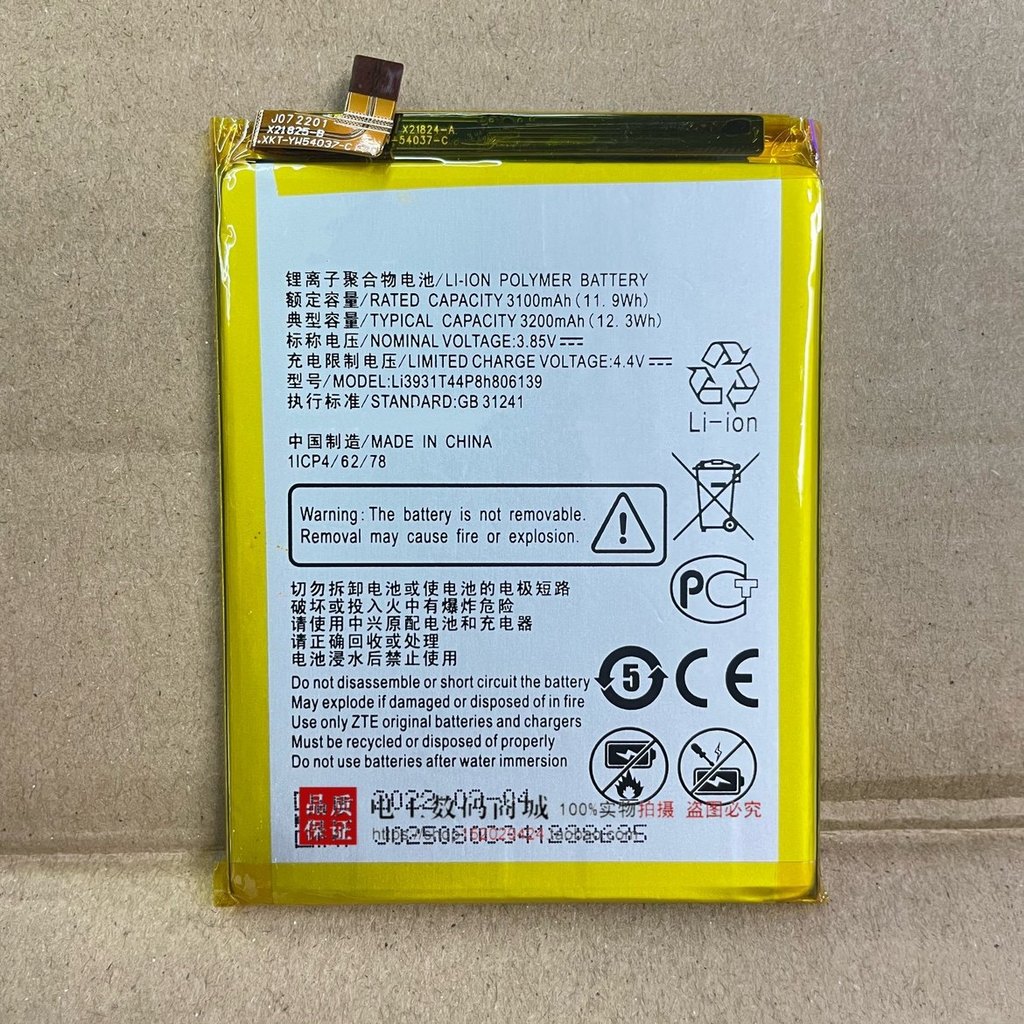 J072201
X21825-B
XKT-YW54037-C
X21824-A
-54037-C
锂离子聚合物电池/LI-ION POLYMER BATTERY
额定容量/RATED CAPACITY 3100mAh(11.9Wh)
典型容量/TYPICAL CAPACITY 3200mAh(12.3Wh)
标称电压/NOMINAL VOLTAGE:3.85V
充电限制电压/LIMITED CHARGE VOLTAGE:4.4V
型号/MODEL:Li3931T44P8h806139
执行标准/STANDARD:GB 31241
Li-ion
中国制造/MADE IN CHINA
1ICP4/62/78
Warning: The battery is not removable.
Removal may cause fire or explosion.
PCT
切勿拆卸电池或使电池的电极短路
破坏或投入火中有爆炸危险
请使用中兴原配电池和充电器
请正确回收或处理
电池浸水后禁止使用
5 CE
Do not disassemble or short circuit the battery
May explode if damaged or disposed of in fire
Use only ZTE original batteries and chargers
Must be recycled or disposed of properly
Do not use batteries after water immersion
品质
保证
数码商城 100%实物拍摄 盗图必究